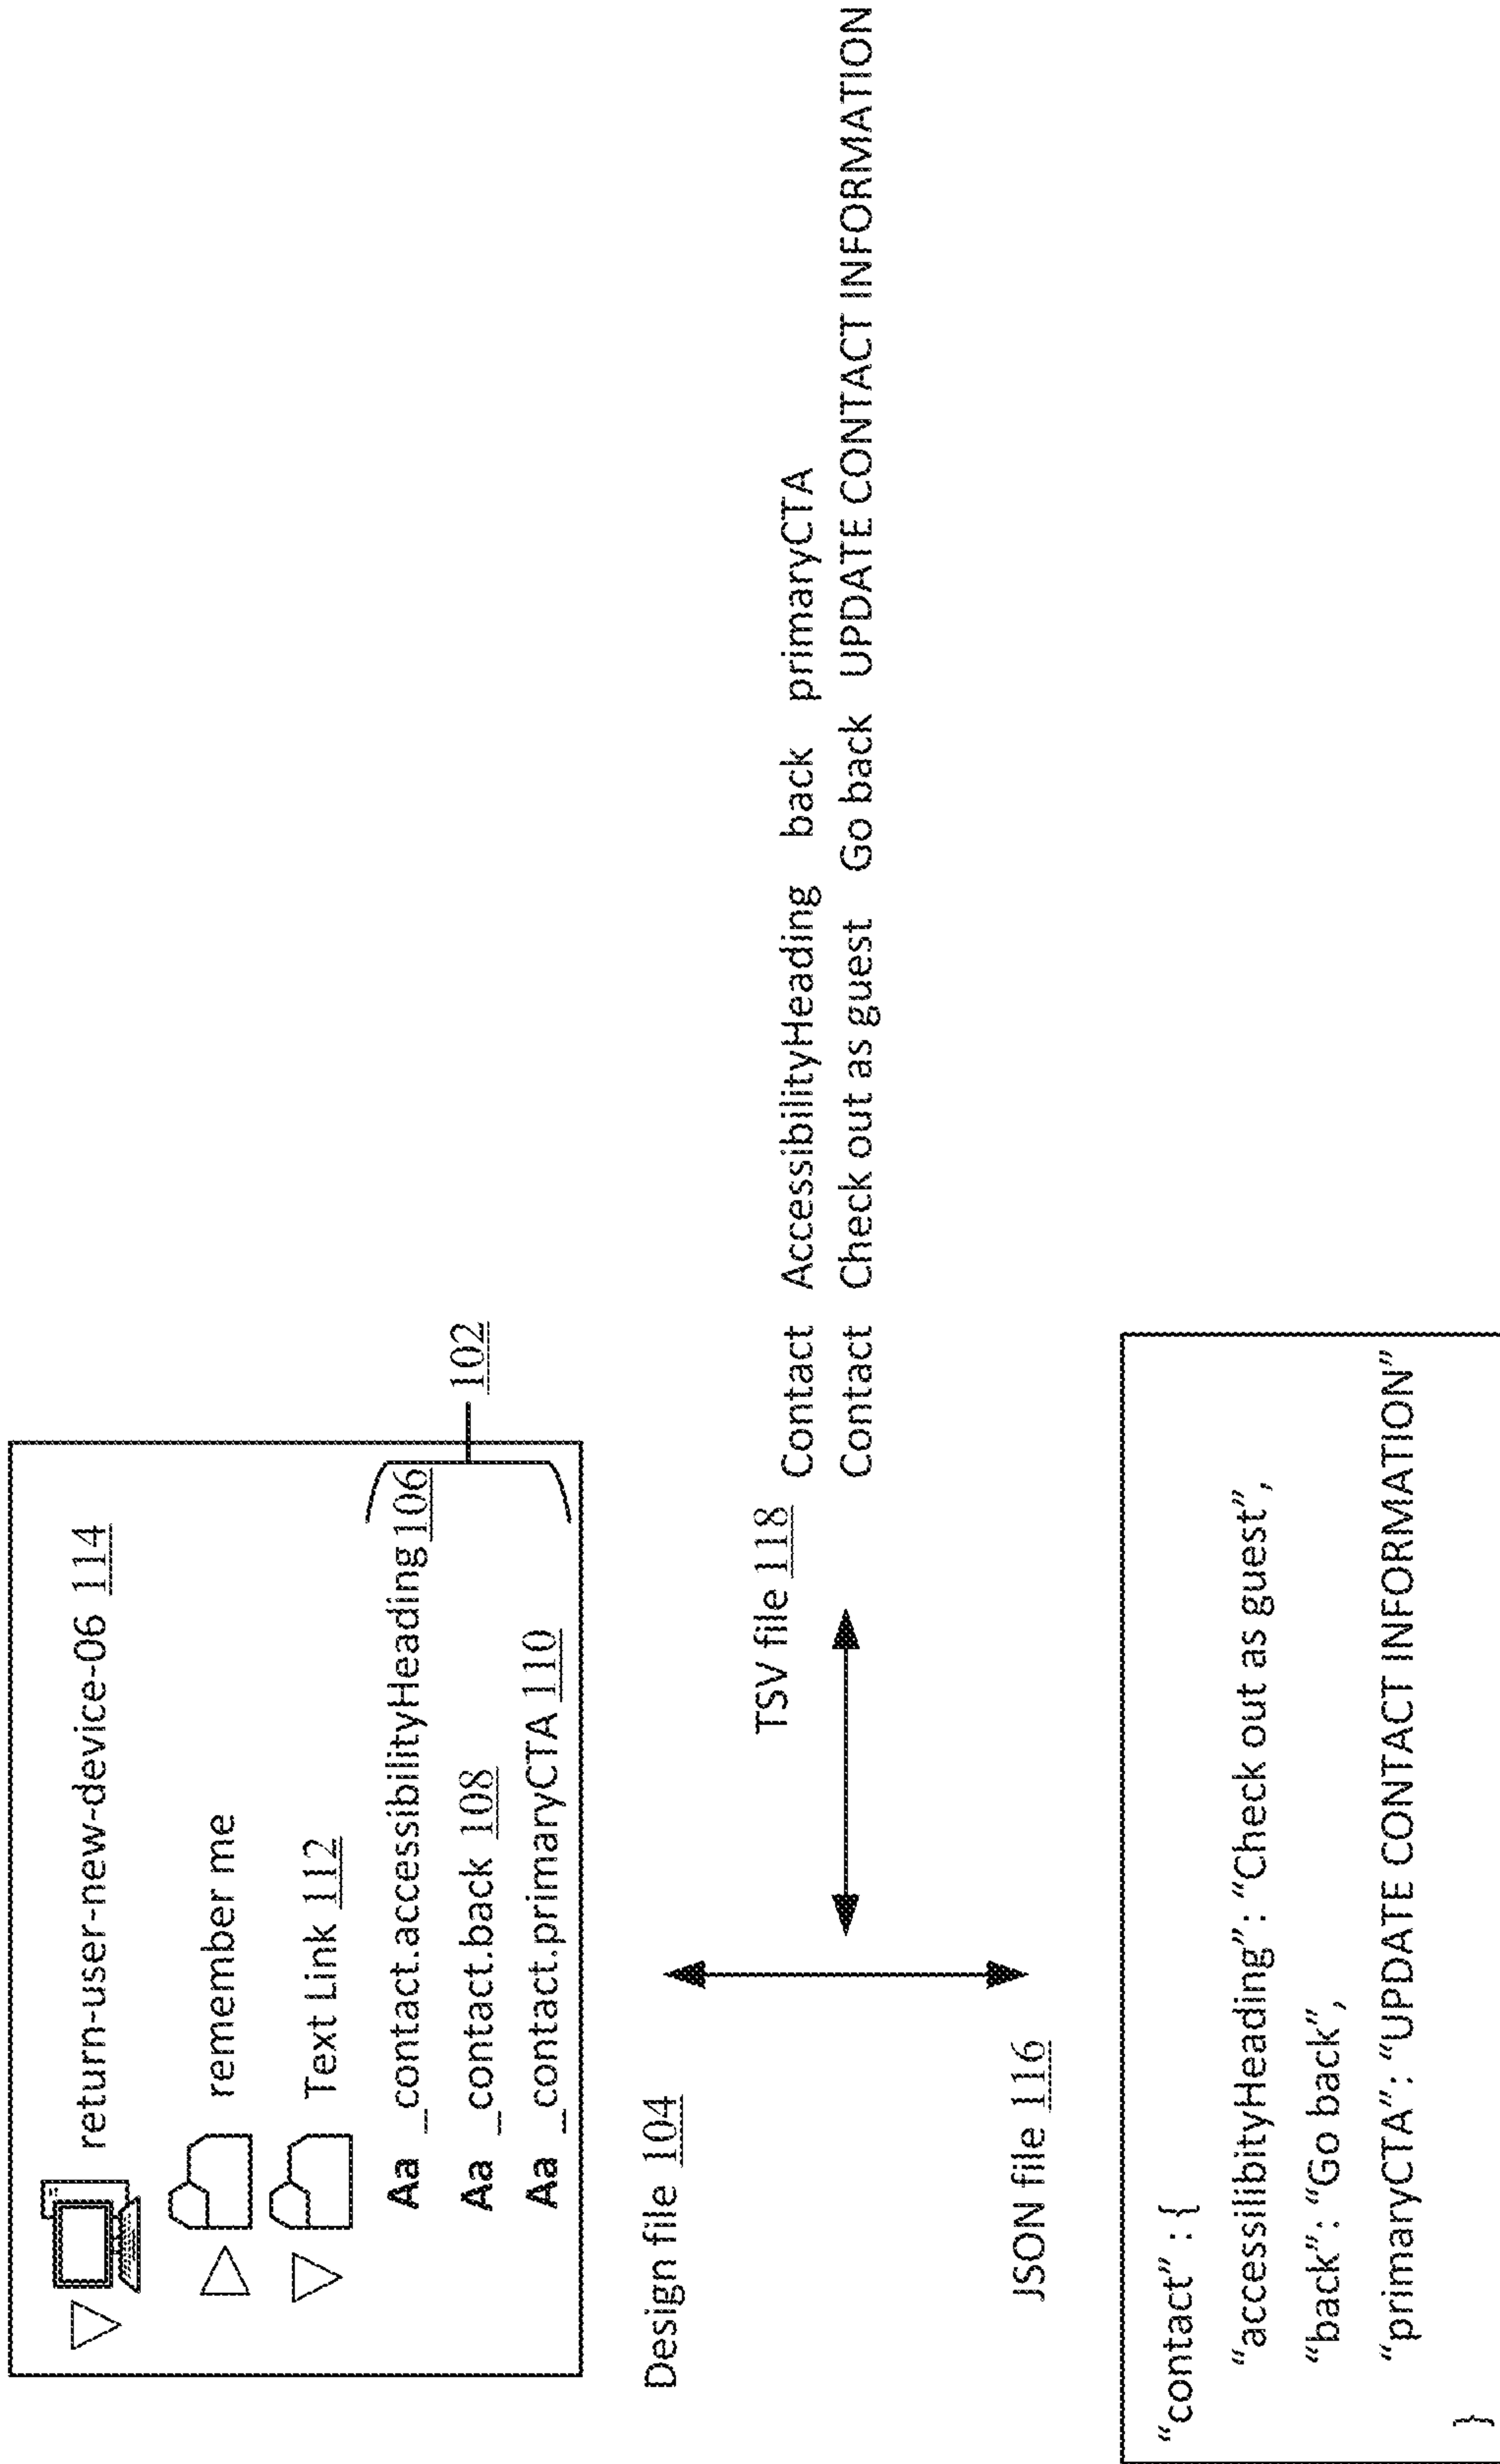 return-user-new-device-06 114
remember me
Text Link 112
Aa _contact.accessibilityHeading 106
Aa _contact.back 108
Aa _contact.primaryCTA 110
102
Design file 104
TSV file 118
Contact AccessibilityHeading back primaryCTA
Contact Check out as guest Go back UPDATE CONTACT INFORMATION
JSON file 116
“contact” : {
“accessilibityHeading”: “Check out as guest”,
“back”: “Go back”,
“primaryCTA”: “UPDATE CONTACT INFORMATION”
}